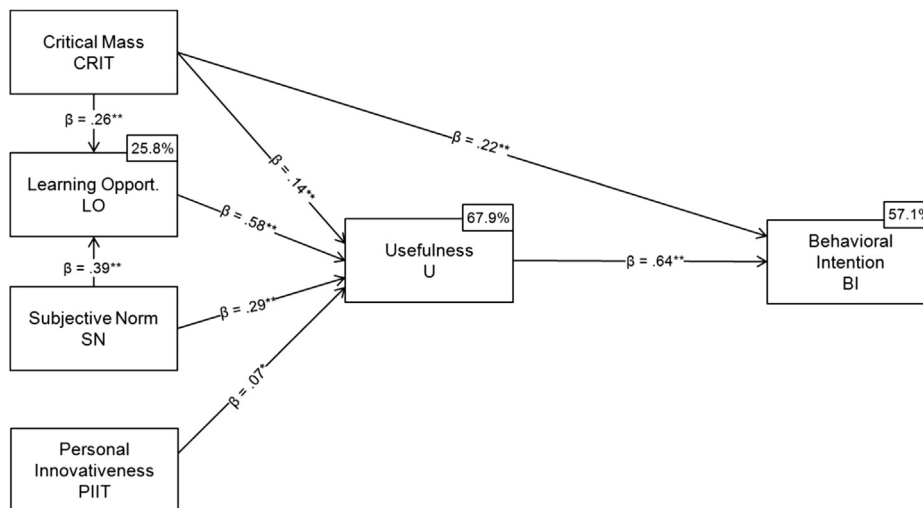 Critical Mass
CRIT
β = .26**
25.8%
Learning Opport.
LO
β = .39**
Subjective Norm
SN
Personal
Innovativeness
PIIT
β = .14**
β = .58**
β = .29**
β = .07*
67.9%
Usefulness
U
β = .22**
β = .64**
57.1%
Behavioral
Intention
BI